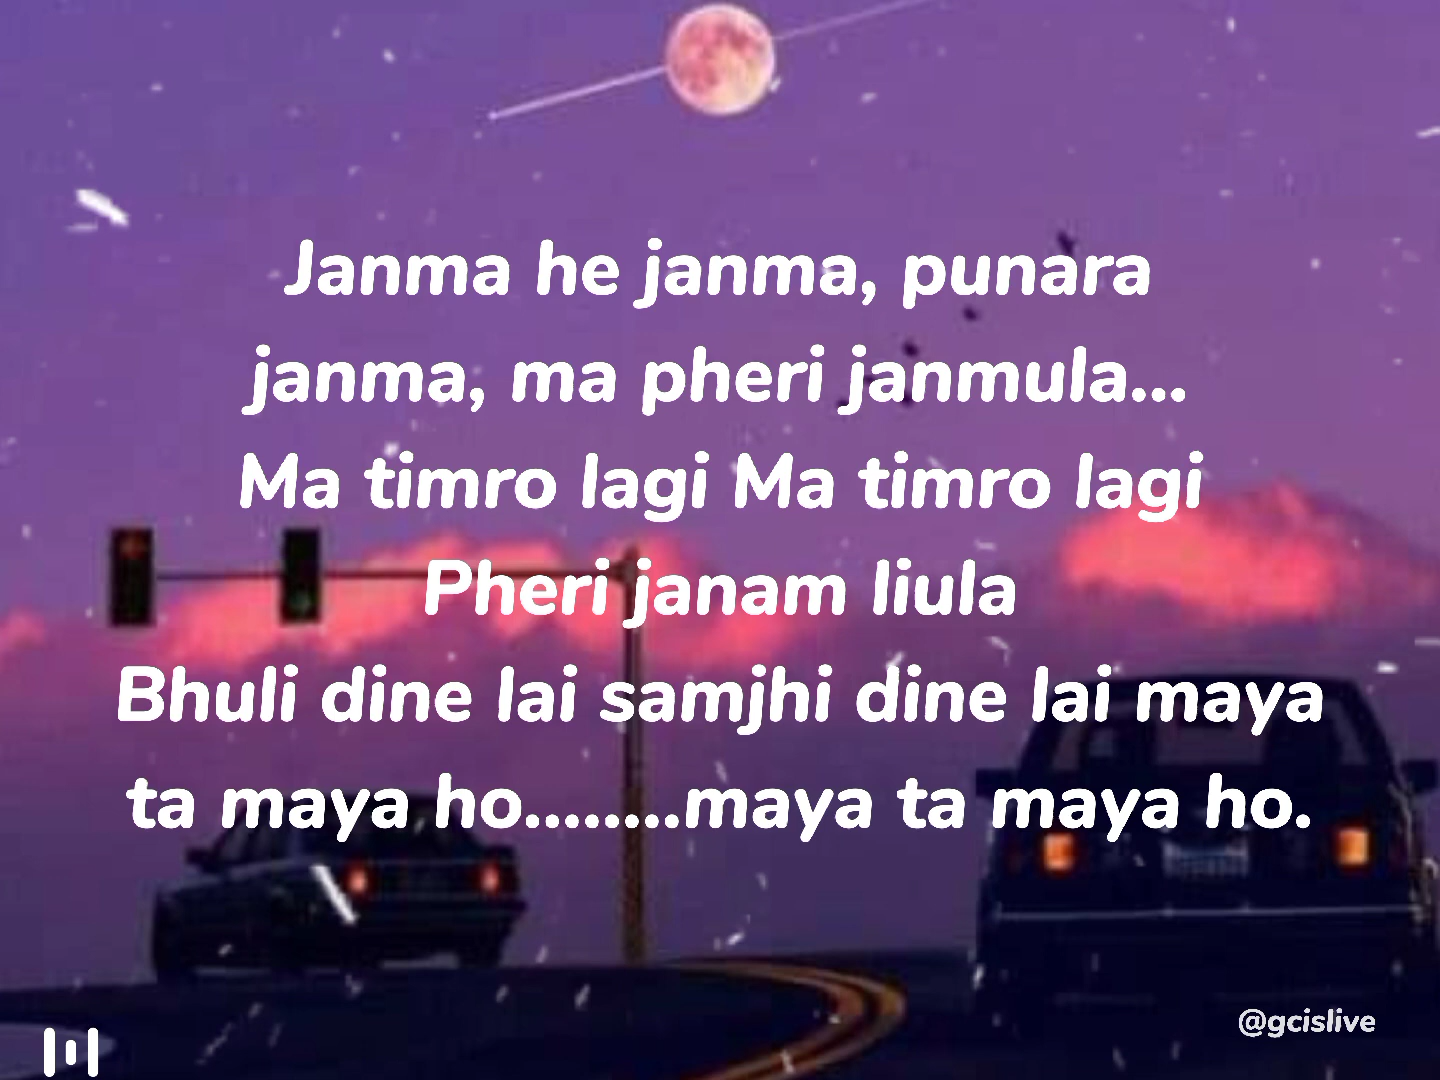 Janma he janma, punara
janma, ma pheri janmula...
Ma timro lagi Ma timro lagi
Pheri janam liula
Bhuli dine lai samjhi dine lai maya
ta maya ho........maya ta maya ho.
@gcislive